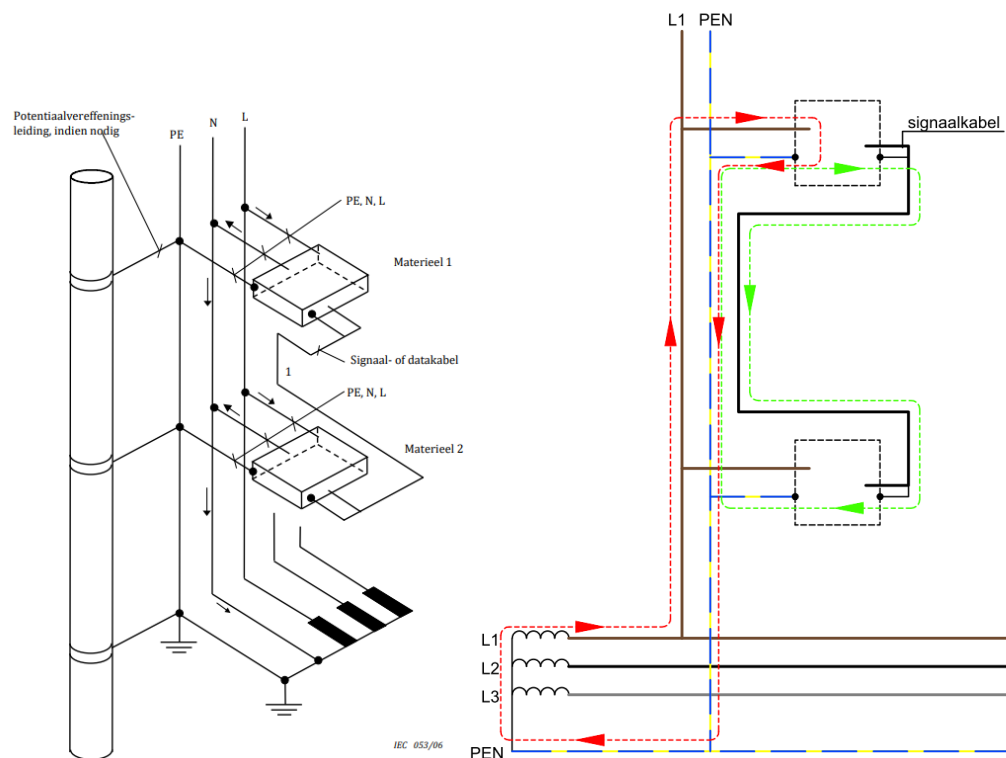 Potentiaalvereffenings-
leiding, indien nodig
PE
N
L
PE, N, L
Materieel 1
Signaal- of datakabel
1
PE, N, L
Materieel 2
IEC 053/06
L1
PEN
signaalkabel
L1
L2
L3
PEN